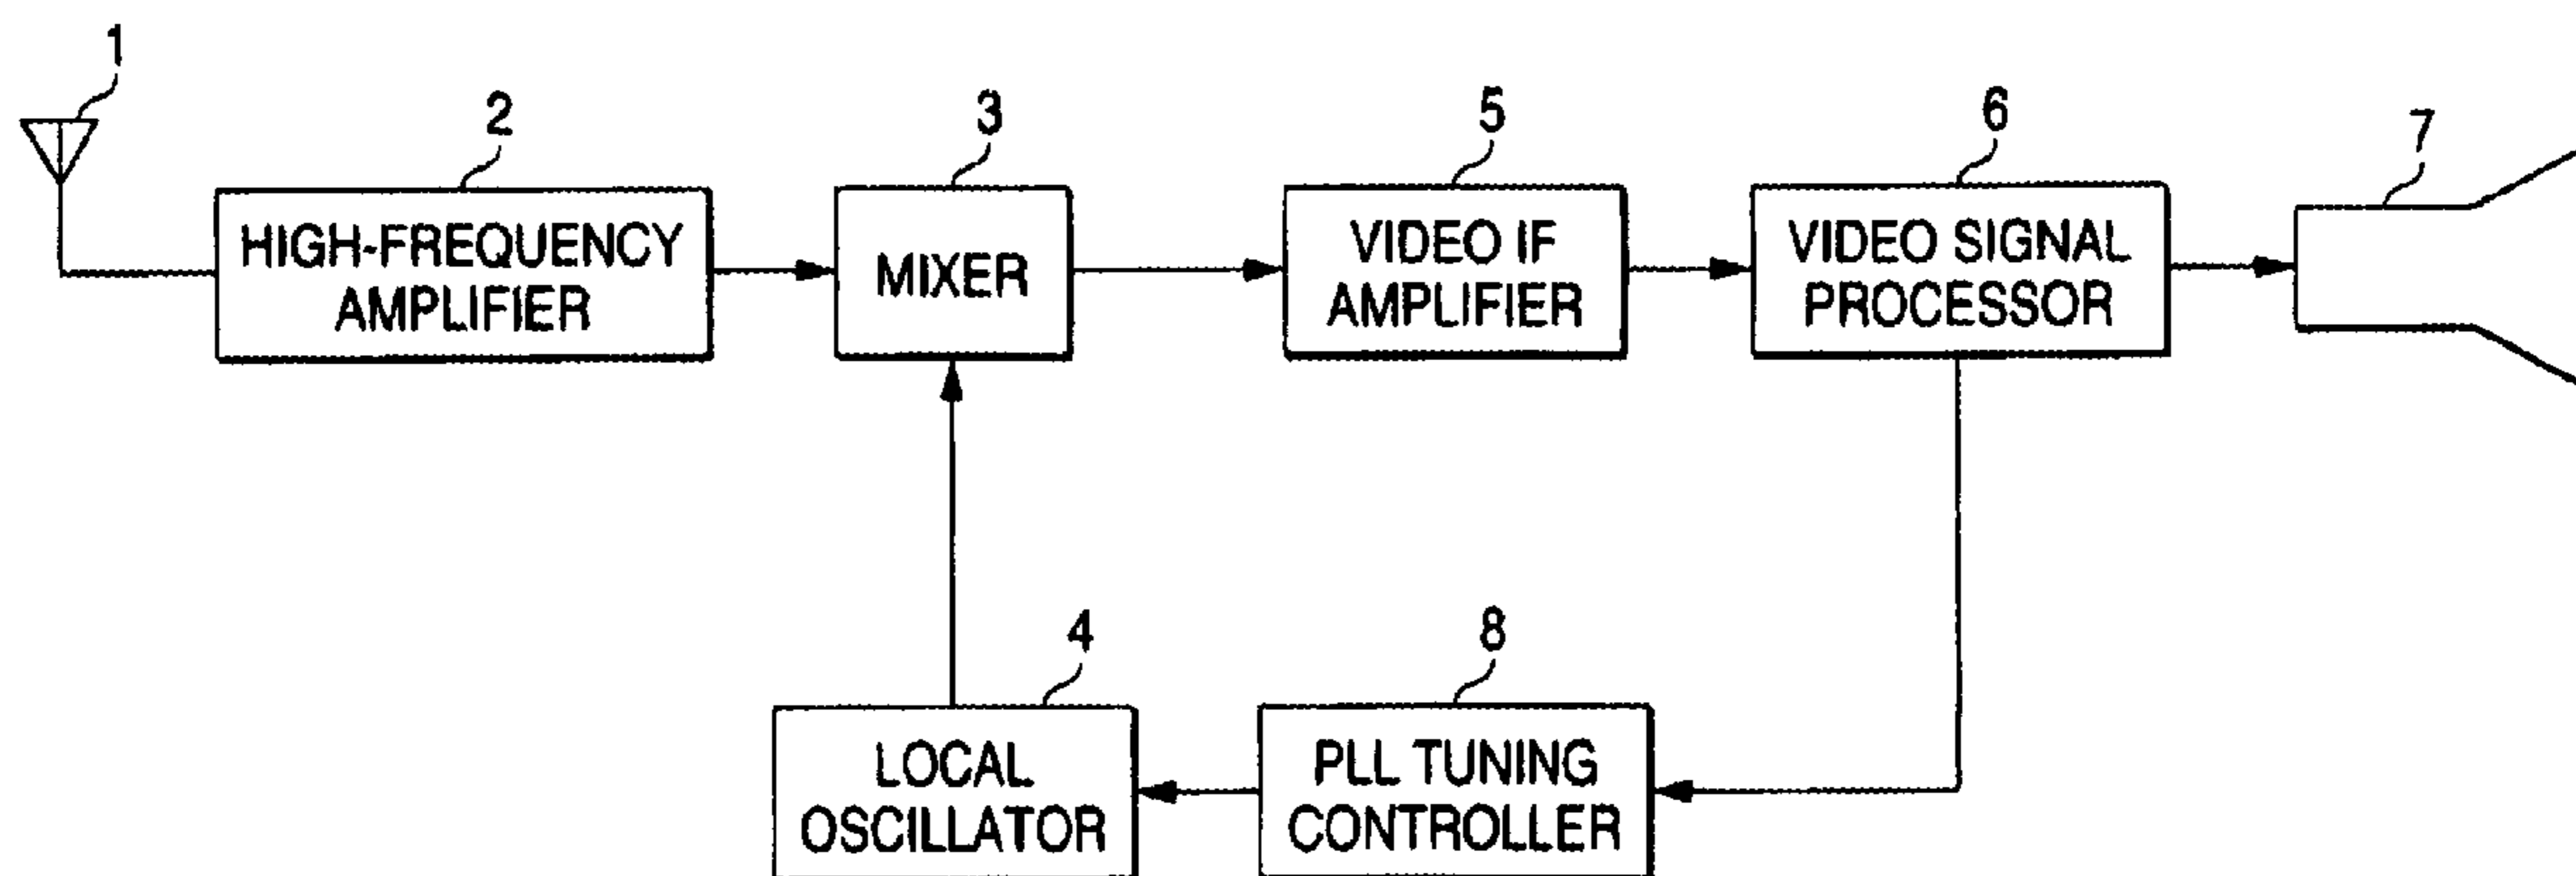 1
2
3
5
6
7
HIGH-FREQUENCY
AMPLIFIER
MIXER
VIDEO IF
AMPLIFIER
VIDEO SIGNAL
PROCESSOR
4
8
LOCAL
OSCILLATOR
PLL TUNING
CONTROLLER